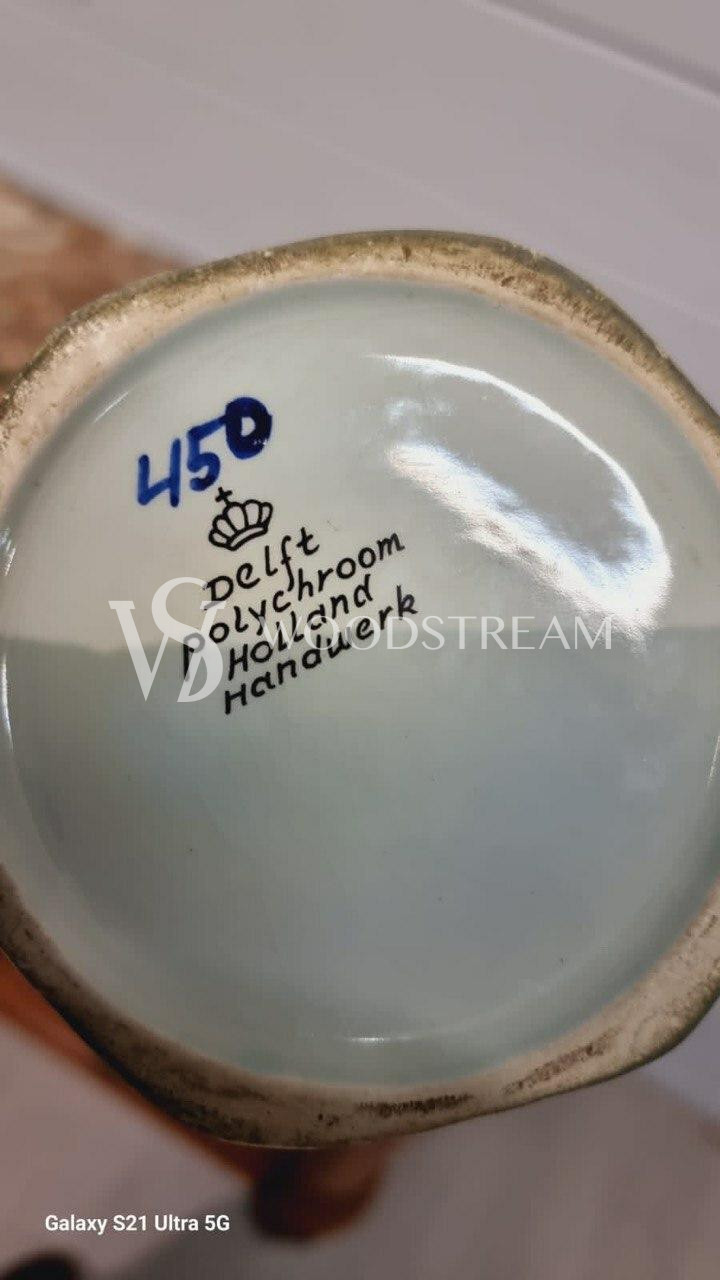 450
Delft
Polychroom
Holland
Handwerk
WOODSTREAM
Galaxy S21 Ultra 5G